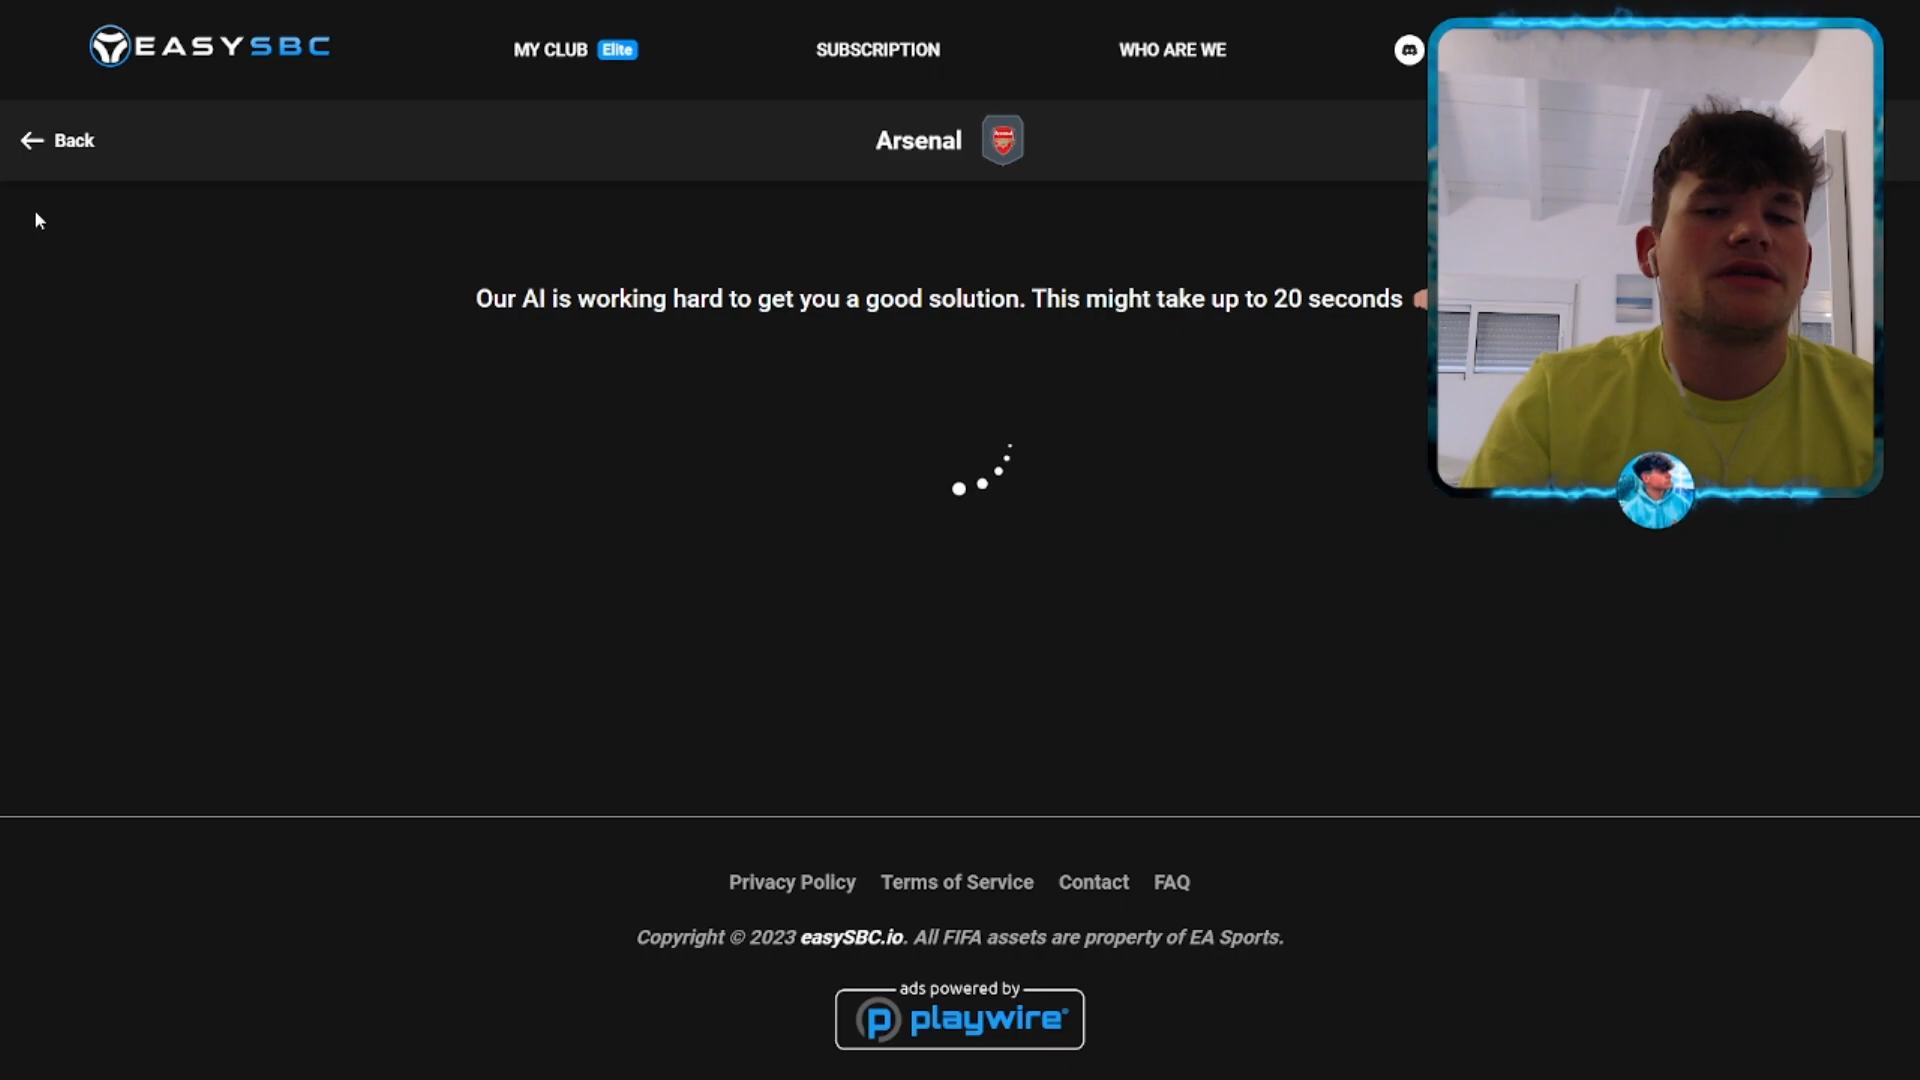 EASYSBC
MY CLUB Elite
SUBSCRIPTION
WHO ARE WE
Back
Arsenal
Arsenal
Our AI is working hard to get you a good solution. This might take up to 20 seconds
Privacy Policy Terms of Service Contact FAQ
Copyright © 2023 easySBC.io. All FIFA assets are property of EA Sports.
ads powered by
playwire